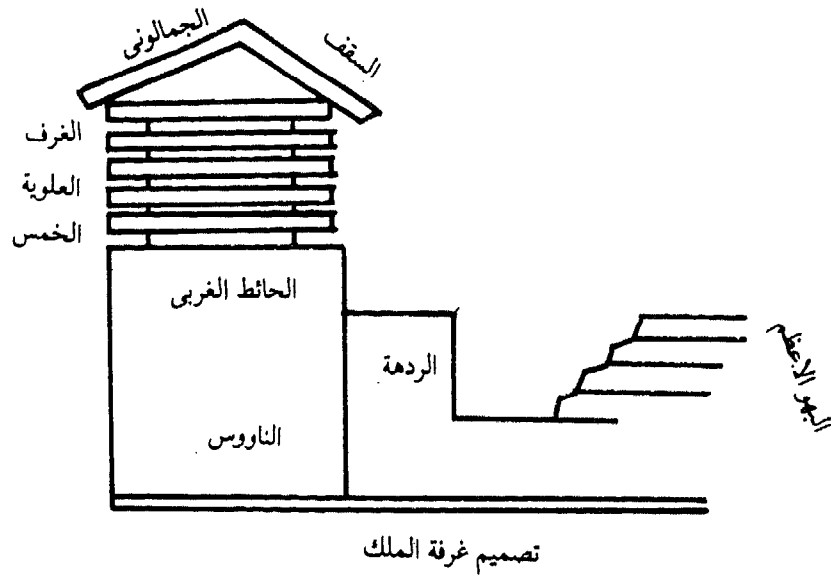 السقف
الجمالونى
الغرف
العلوية
الخمس
الحائط الغربى
الردهة
البهو الأعظم
الناووس
تصميم غرفة الملك